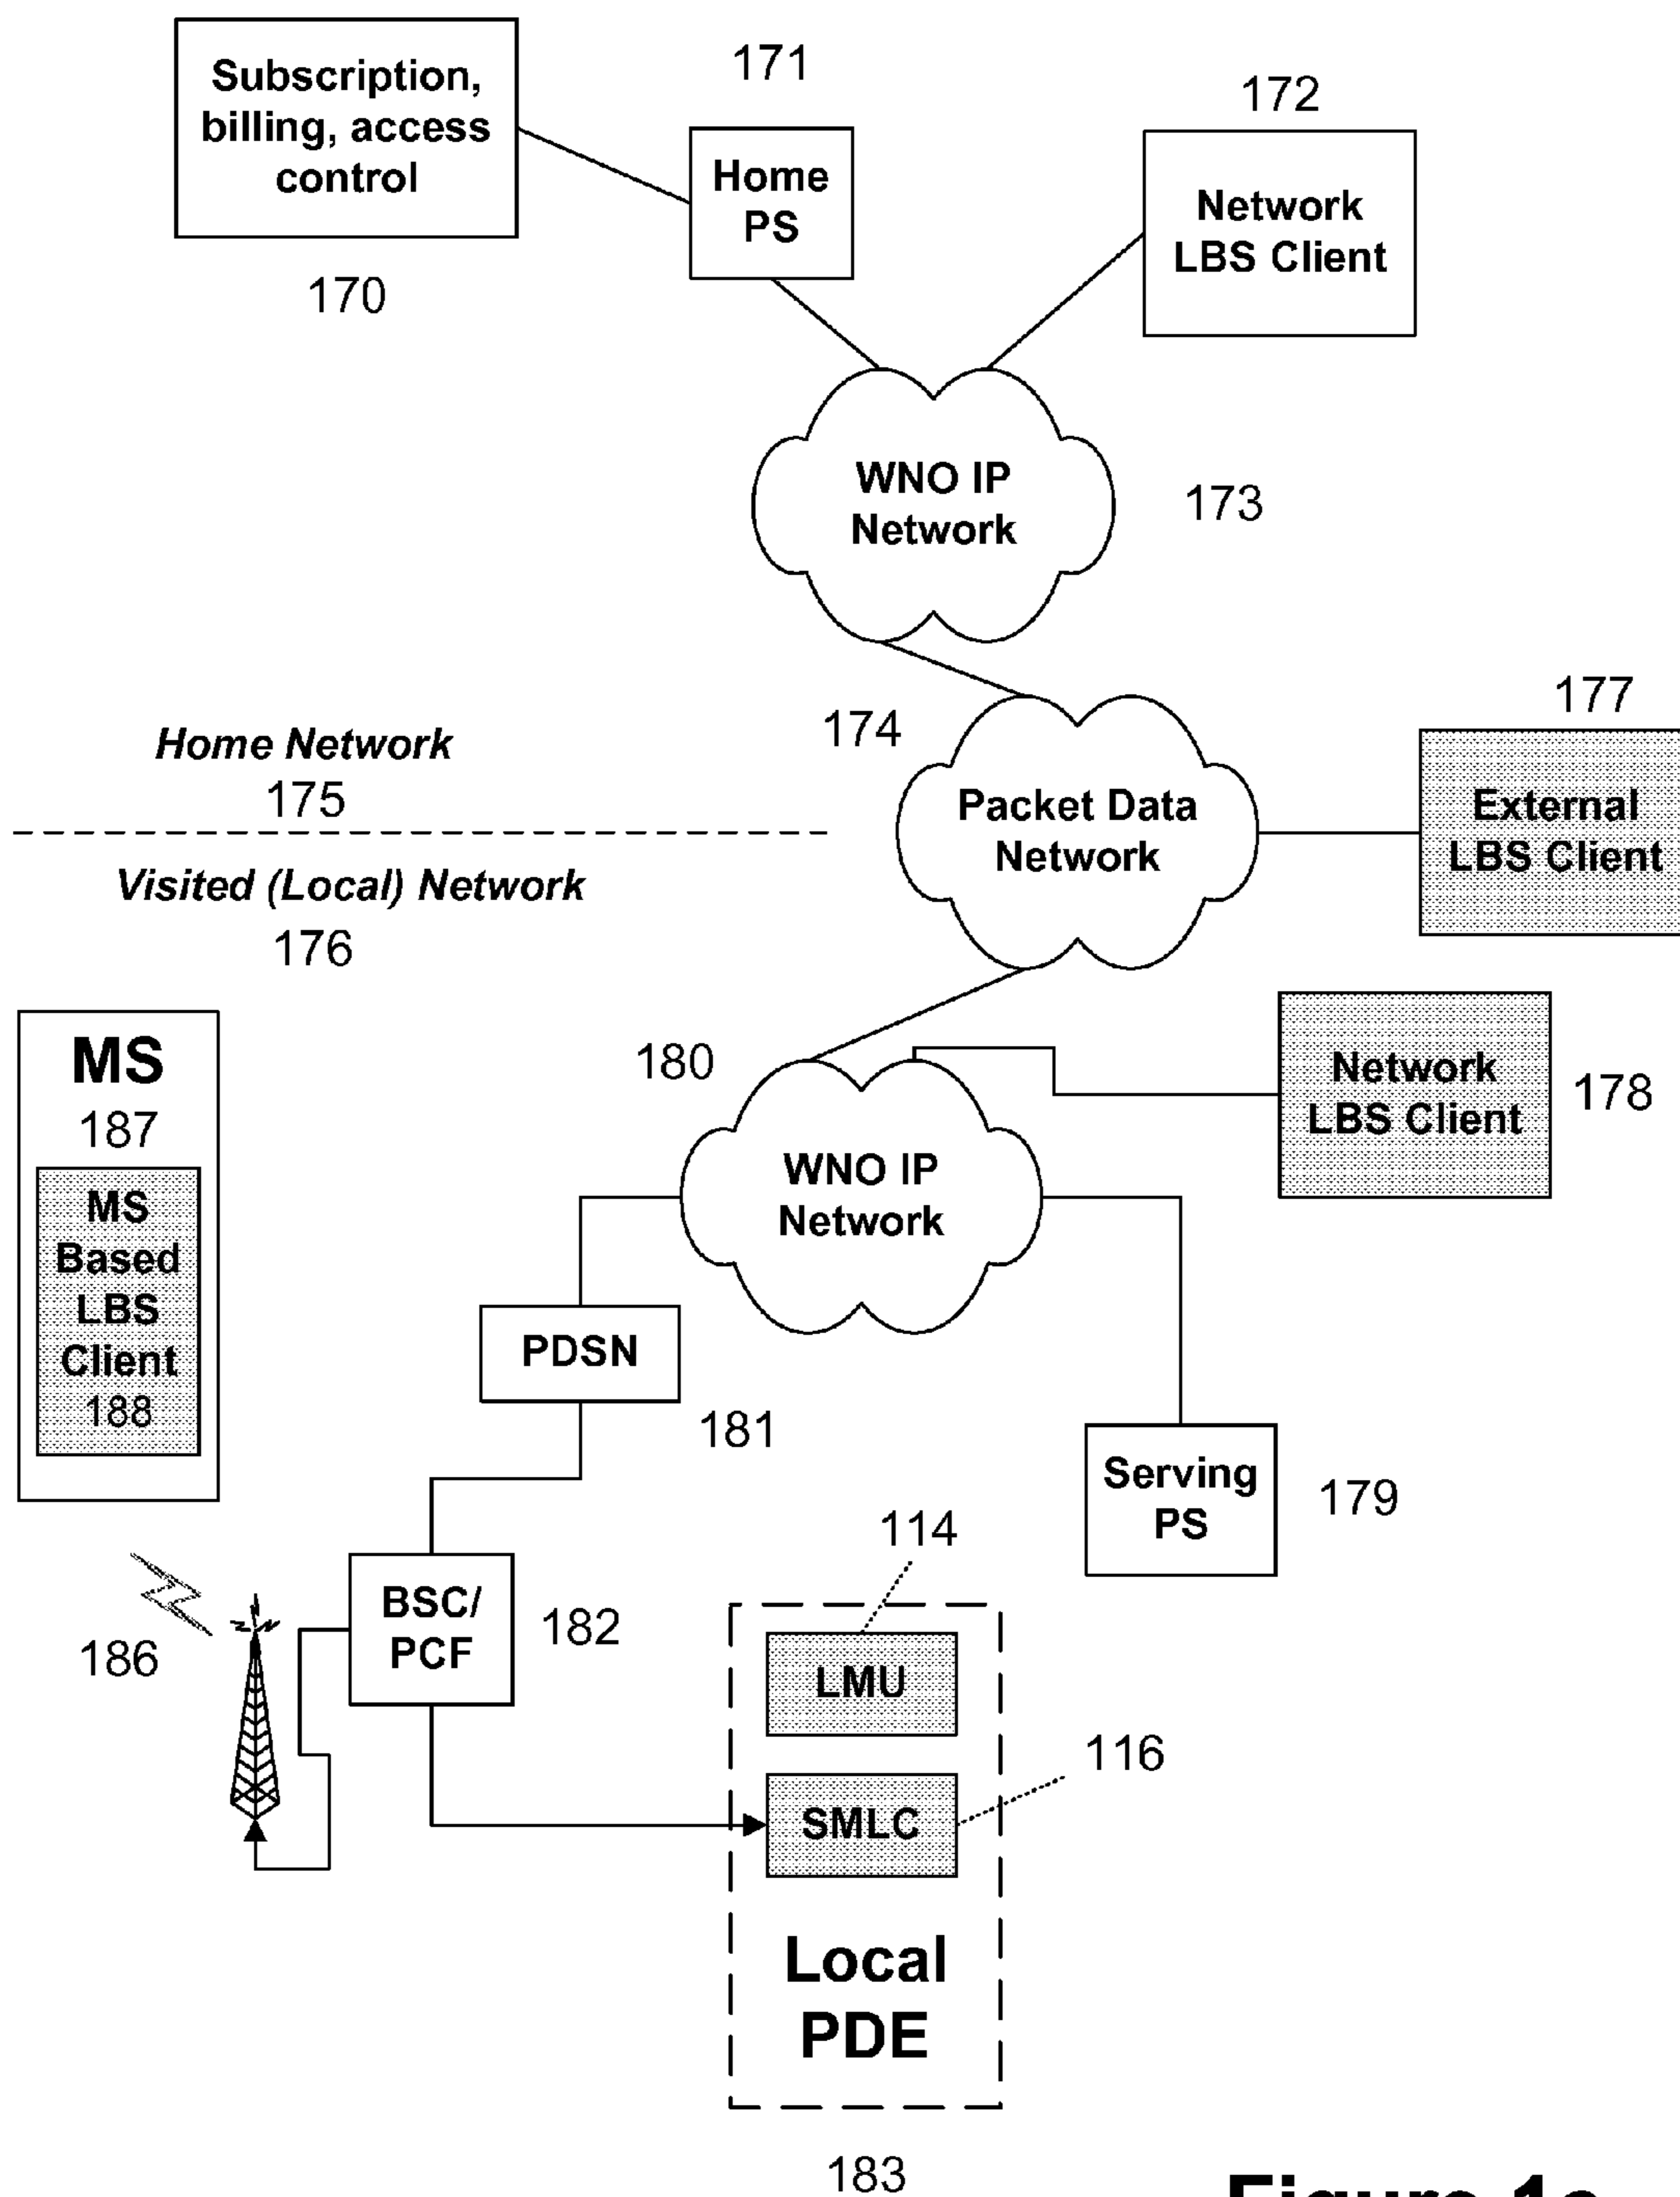 Subscription,
billing, access
control
170
171
Home
PS
172
Network
LBS Client
WNO IP
Network
173
174
Packet Data
Network
177
External
LBS Client
Home Network
175
Visited (Local) Network
176
MS
187
MS
Based
LBS
Client
188
180
WNO IP
Network
Network
LBS Client
178
PDSN
181
Serving
PS
179
186
BSC/
PCF
182
114
LMU
116
SMLC
Local
PDE
183